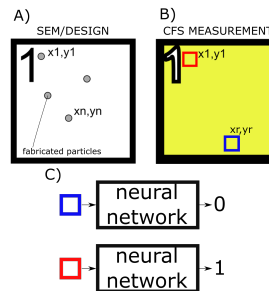 A)
SEM/DESIGN
1
x1,y1
xn,yn
fabricated particles
B)
CFS MEASUREMENT
1
x1,y1
xr,yr
C)
neural
network
0
neural
network
1